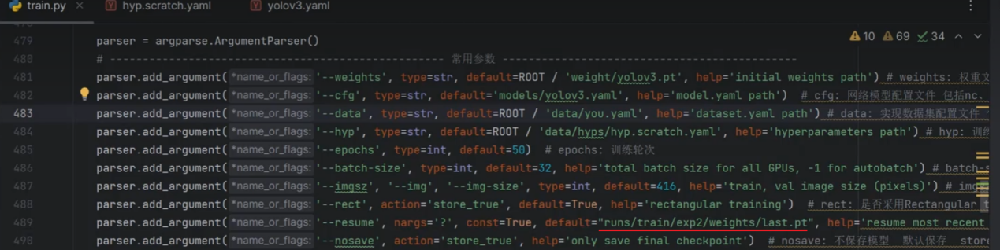 train.py × hyp.scratch.yaml yolov3.yaml
479 parser = argparse.ArgumentParser() 10 69 34
480 # ------------------------------------------------ 常用参数 ------------------------------------------
481 parser.add_argument(*name_or_flags: '--weights', type=str, default=ROOT / 'weight/yolov3.pt', help='initial weights path') # weights: 权重文
482 parser.add_argument(*name_or_flags: '--cfg', type=str, default='models/yolov3.yaml', help='model.yaml path') # cfg: 网络模型配置文件 包括nc、
483 parser.add_argument(*name_or_flags: '--data', type=str, default=ROOT / 'data/you.yaml', help='dataset.yaml path') # data: 实现数据集配置文件
484 parser.add_argument(*name_or_flags: '--hyp', type=str, default=ROOT / 'data/hyps/hyp.scratch.yaml', help='hyperparameters path') # hyp: 训练
485 parser.add_argument(*name_or_flags: '--epochs', type=int, default=50) # epochs: 训练轮次
486 parser.add_argument(*name_or_flags: '--batch-size', type=int, default=32, help='total batch size for all GPUs, -1 for autobatch') # batch-s
487 parser.add_argument(*name_or_flags: '--imgsz', '--img', '--img-size', type=int, default=416, help='train, val image size (pixels)') # imgs
488 parser.add_argument(*name_or_flags: '--rect', action='store_true', default=True, help='rectangular training') # rect: 是否采用Rectangular t
489 parser.add_argument(*name_or_flags: '--resume', nargs='?', const=True, default="runs/train/exp2/weights/last.pt", help='resume most recent
490 parser.add_argument(*name_or_flags: '--nosave', action='store_true', help='only save final checkpoint') # nosave: 不保存模型 默认保存 store